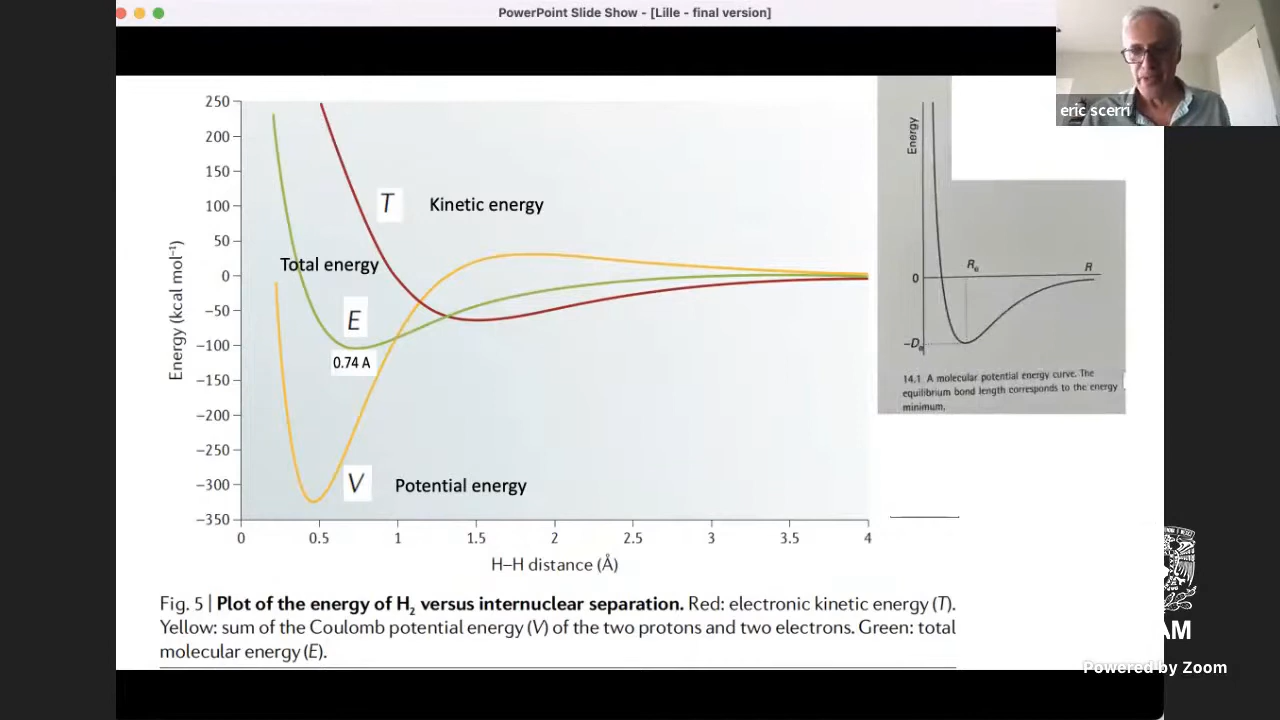 PowerPoint Slide Show - [Lille - final version]
eric scerri
250
200
150
100
50
0
−50
−100
−150
−200
−250
−300
−350
Energy (kcal mol⁻¹)
T
Kinetic energy
Total energy
E
0.74 A
V
Potential energy
0
0.5
1
1.5
2
2.5
3
3.5
4
H–H distance (Å)
Energy
0
Rₑ
R
−Dₑ
14.1 A molecular potential energy curve. The
equilibrium bond length corresponds to the energy
minimum.
Fig. 5 | Plot of the energy of H₂ versus internuclear separation. Red: electronic kinetic energy (T).
Yellow: sum of the Coulomb potential energy (V) of the two protons and two electrons. Green: total
molecular energy (E).
AM
Powered by Zoom